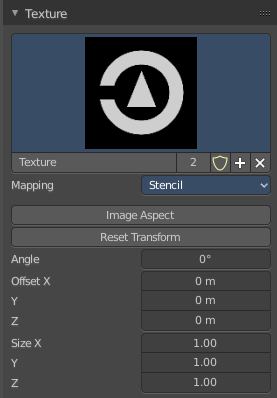 Texture
Texture 2
Mapping Stencil
Image Aspect
Reset Transform
Angle 0°
Offset X 0 m
Y 0 m
Z 0 m
Size X 1.00
Y 1.00
Z 1.00